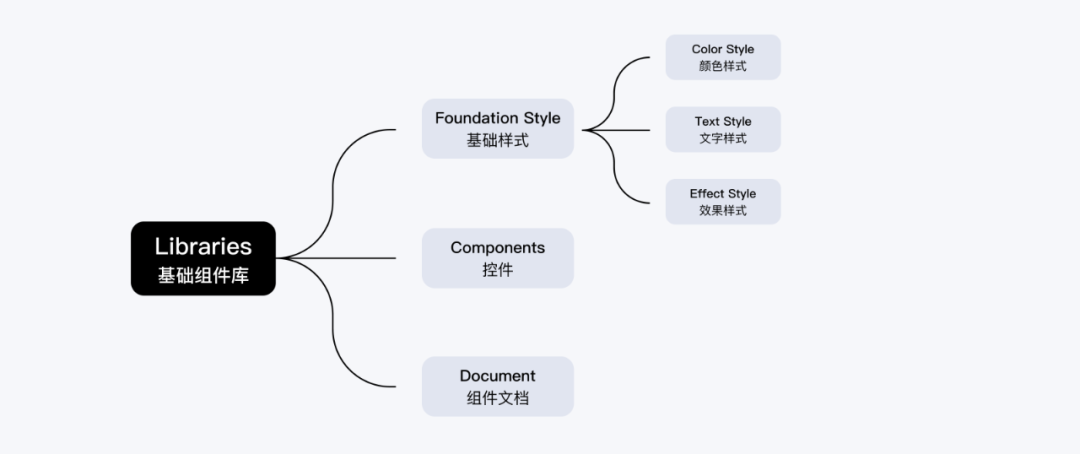 Libraries
基础组件库
Foundation Style
基础样式
Color Style
颜色样式
Text Style
文字样式
Effect Style
效果样式
Components
控件
Document
组件文档